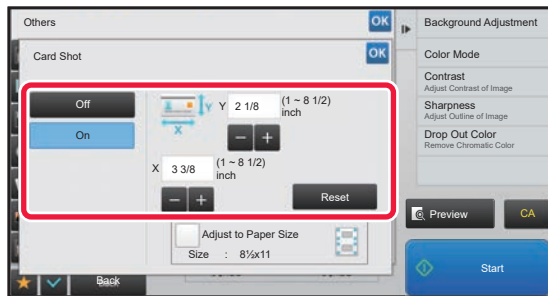 Others
OK
Card Shot
OK
Off
On
Y
Y 2 1/8 (1 ~ 8 1/2)
inch
X
X 3 3/8 (1 ~ 8 1/2)
inch
Reset
Adjust to Paper Size
Size : 8½x11
Back
Background Adjustment
Color Mode
Contrast
Adjust Contrast of Image
Sharpness
Adjust Outline of Image
Drop Out Color
Remove Chromatic Color
Preview
CA
Start